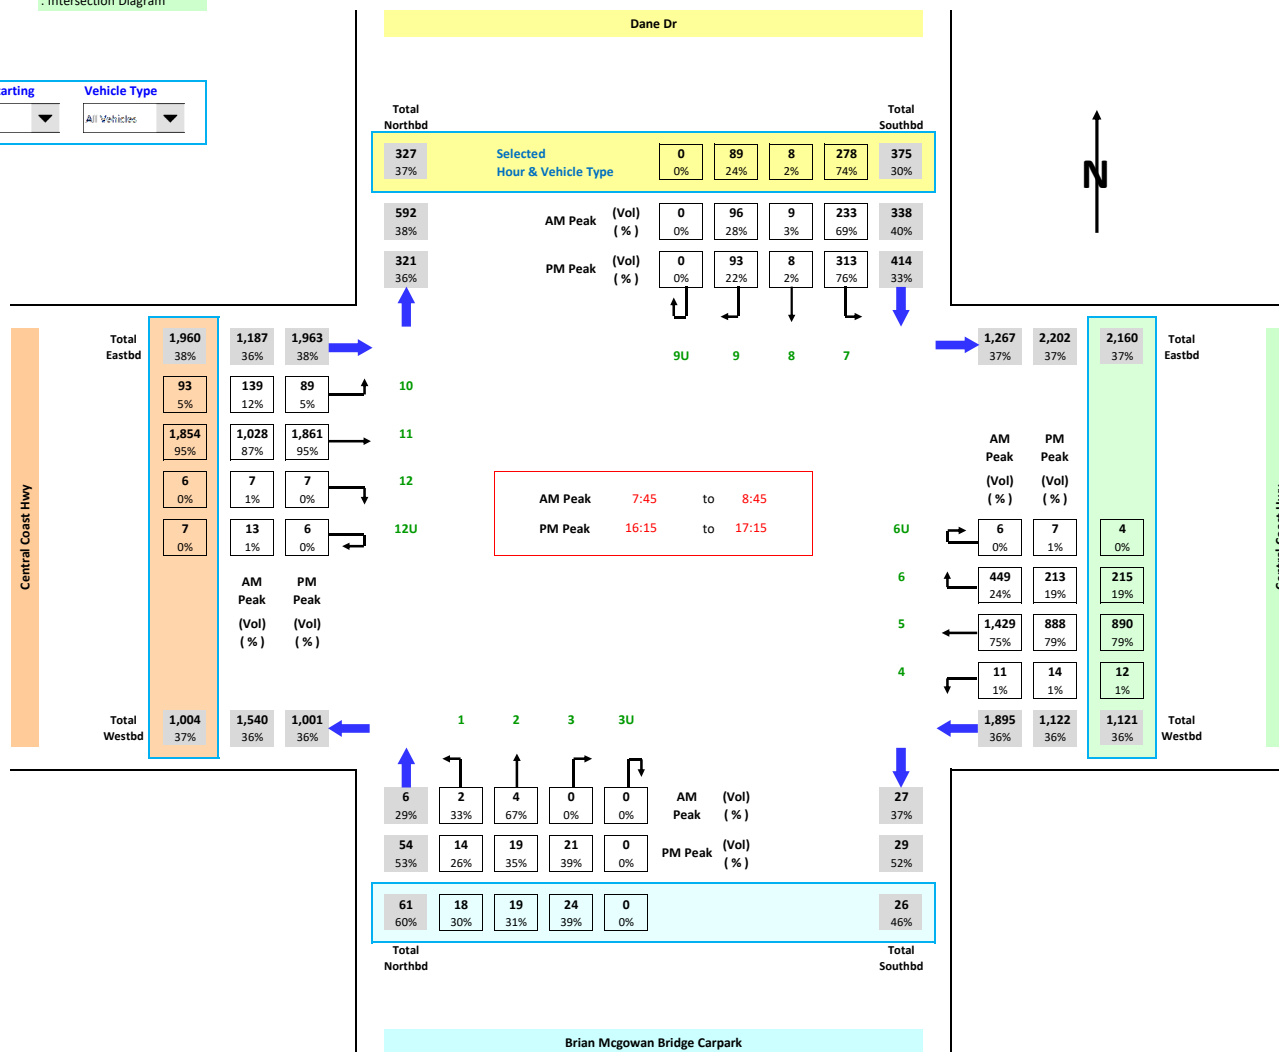 : Intersection Diagram
Dane Dr
arting Vehicle Type
All Vehicles
Total Northbd
Total Southbd
327 Selected 0 89 8 278 375
37% Hour & Vehicle Type 0% 24% 2% 74% 30%
592 AM Peak (Vol) 0 96 9 233 338
38% ( % ) 0% 28% 3% 69% 40%
321 PM Peak (Vol) 0 93 8 313 414
36% ( % ) 0% 22% 2% 76% 33%
N
9U 9 8 7
Total Eastbd
1,960 1,187 1,963
38% 36% 38%
93 139 89 10
5% 12% 5%
1,854 1,028 1,861 11
95% 87% 95%
6 7 7 12
0% 1% 0%
7 13 6 12U
0% 1% 0%
AM PM
Peak Peak
(Vol) (Vol)
( % ) ( % )
Central Coast Hwy
Total Westbd
1,004 1,540 1,001
37% 36% 36%
AM Peak 7:45 to 8:45
PM Peak 16:15 to 17:15
1,267 2,202 2,160
37% 37% 37%
Total Eastbd
AM PM
Peak Peak
(Vol) (Vol)
( % ) ( % )
6U 6 7 4
0% 1% 0%
6 449 213 215
24% 19% 19%
5 1,429 888 890
75% 79% 79%
4 11 14 12
1% 1% 1%
1,895 1,122 1,121
36% 36% 36%
Total Westbd
Central Coast Hwy
1 2 3 3U
6 2 4 0 0 AM (Vol) 27
29% 33% 67% 0% 0% Peak ( % ) 37%
54 14 19 21 0 PM Peak (Vol) 29
53% 26% 35% 39% 0% ( % ) 52%
61 18 19 24 0 26
60% 30% 31% 39% 0% 46%
Total Northbd
Total Southbd
Brian Mcgowan Bridge Carpark